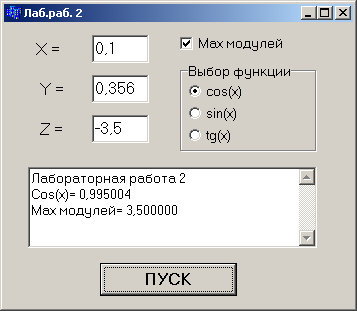 Лаб.раб. 2
X = 0,1
Y = 0,356
Z = -3,5
Max модулей
Выбор функции
cos(x)
sin(x)
tg(x)
Лабораторная работа 2
Cos(x)= 0,995004
Мах модулей= 3,500000
ПУСК